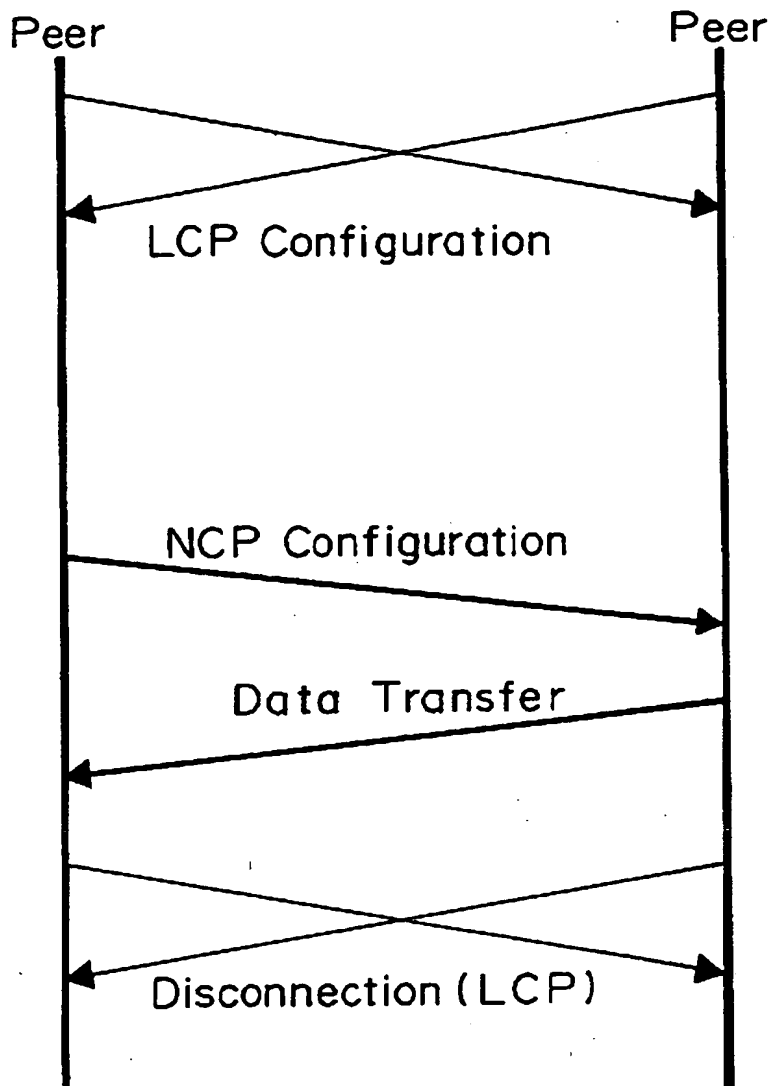 Peer
Peer
LCP Configuration
NCP Configuration
Data Transfer
Disconnection (LCP)